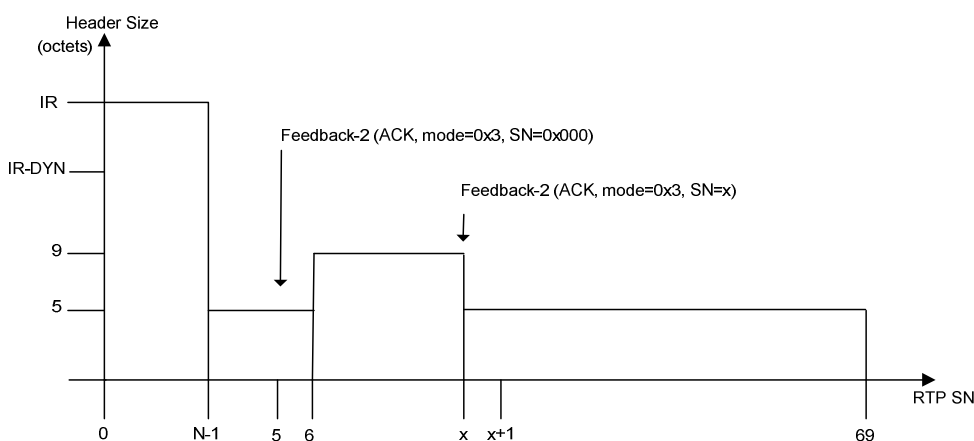 Header Size
(octets)
IR
Feedback-2 (ACK, mode=0x3, SN=0x000)
IR-DYN
Feedback-2 (ACK, mode=0x3, SN=x)
9
5
RTP SN
0 N-1 5 6 x x+1 69